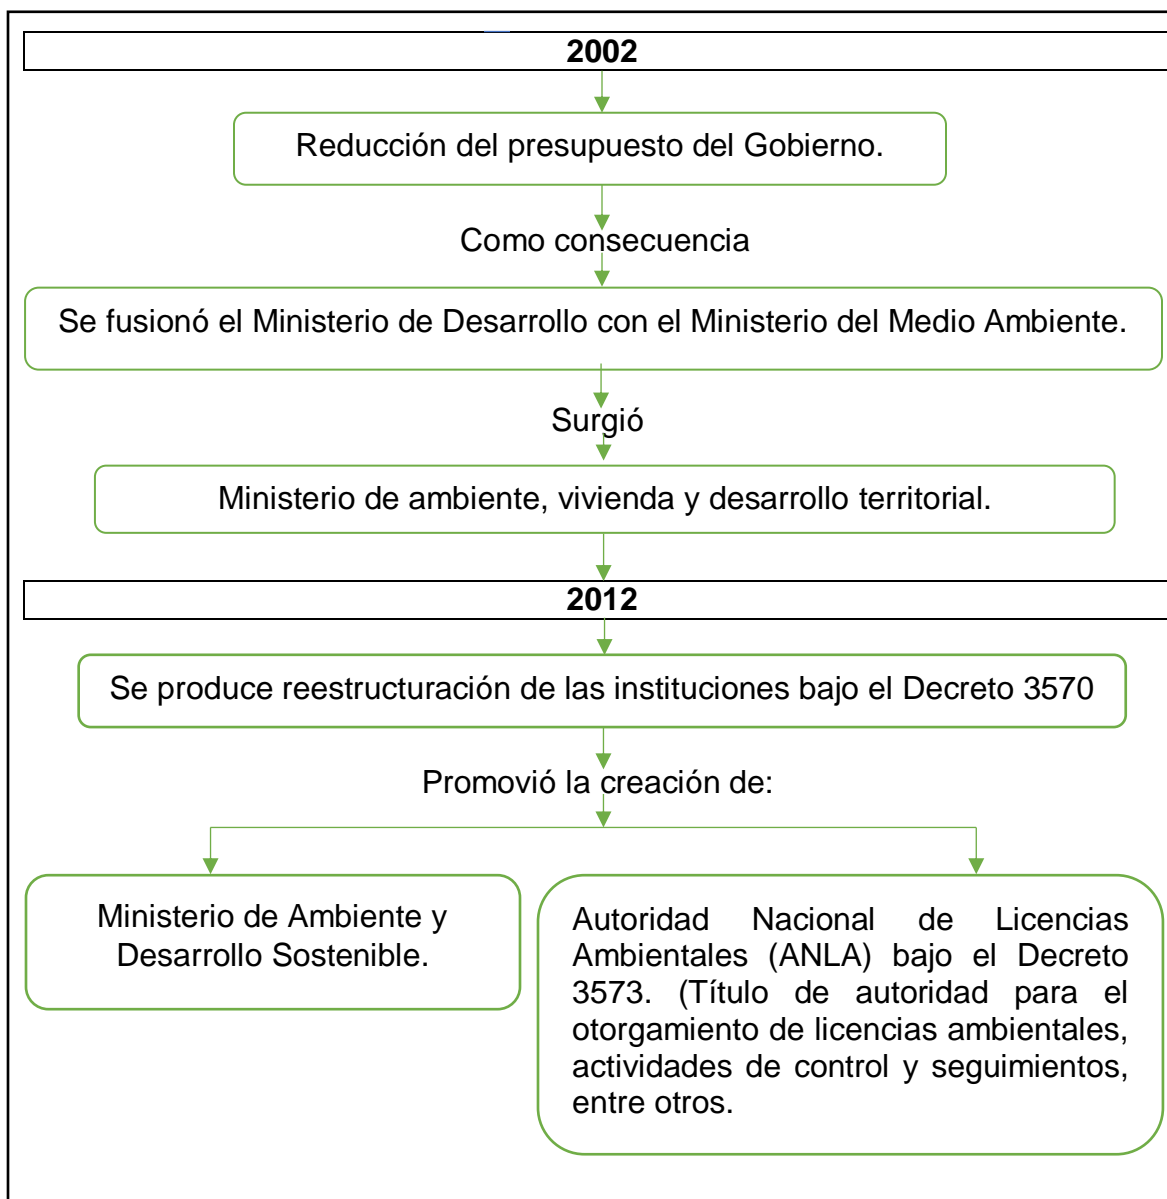 2002
Reducción del presupuesto del Gobierno.
Como consecuencia
Se fusionó el Ministerio de Desarrollo con el Ministerio del Medio Ambiente.
Surgió
Ministerio de ambiente, vivienda y desarrollo territorial.
2012
Se produce reestructuración de las instituciones bajo el Decreto 3570
Promovió la creación de:
Ministerio de Ambiente y
Desarrollo Sostenible.
Autoridad Nacional de Licencias
Ambientales (ANLA) bajo el Decreto
3573. (Título de autoridad para el
otorgamiento de licencias ambientales,
actividades de control y seguimientos,
entre otros.